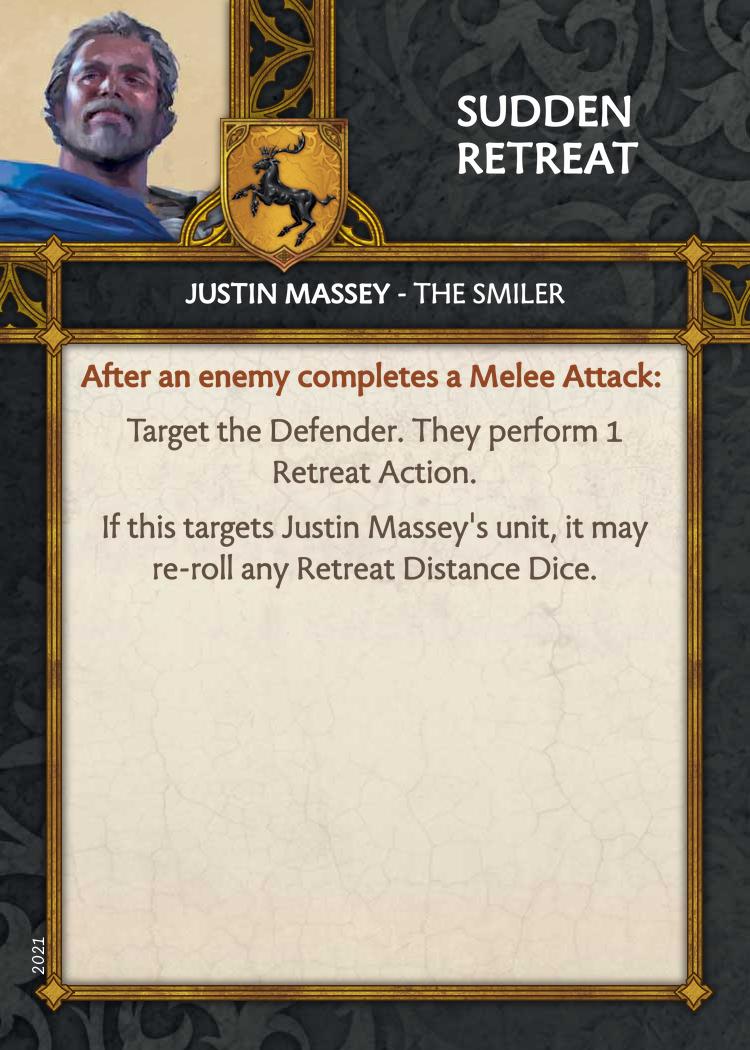 SUDDEN
RETREAT
JUSTIN MASSEY - THE SMILER
After an enemy completes a Melee Attack:
Target the Defender. They perform 1
Retreat Action.
If this targets Justin Massey's unit, it may
re-roll any Retreat Distance Dice.
2021